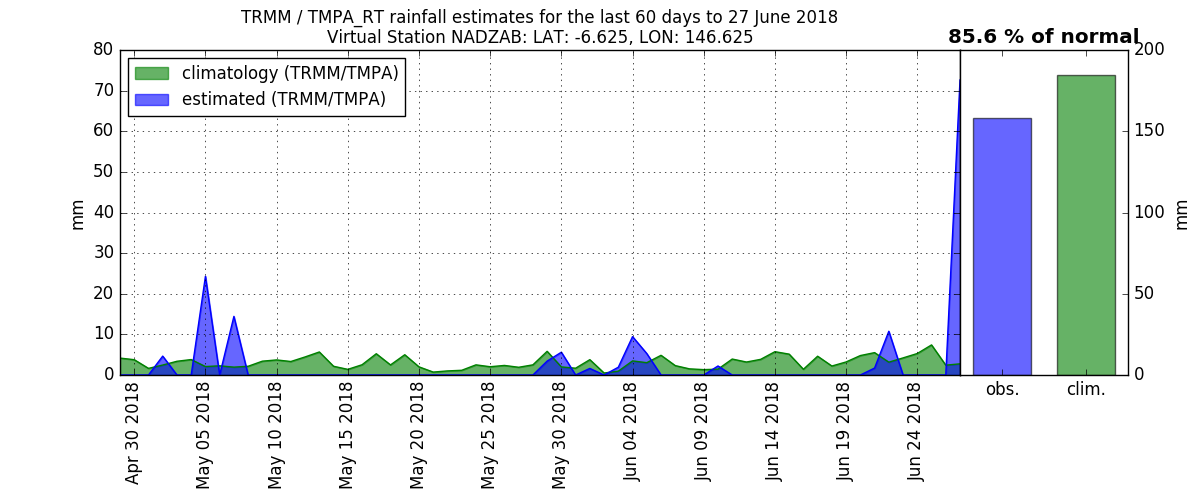 TRMM / TMPA_RT rainfall estimates for the last 60 days to 27 June 2018
Virtual Station NADZAB: LAT: -6.625, LON: 146.625
85.6 % of normal
climatology (TRMM/TMPA)
estimated (TRMM/TMPA)
80
70
60
50
40
30
20
10
0
mm
Apr 30 2018
May 05 2018
May 10 2018
May 15 2018
May 20 2018
May 25 2018
May 30 2018
Jun 04 2018
Jun 09 2018
Jun 14 2018
Jun 19 2018
Jun 24 2018
obs.
clim.
200
150
100
50
0
mm